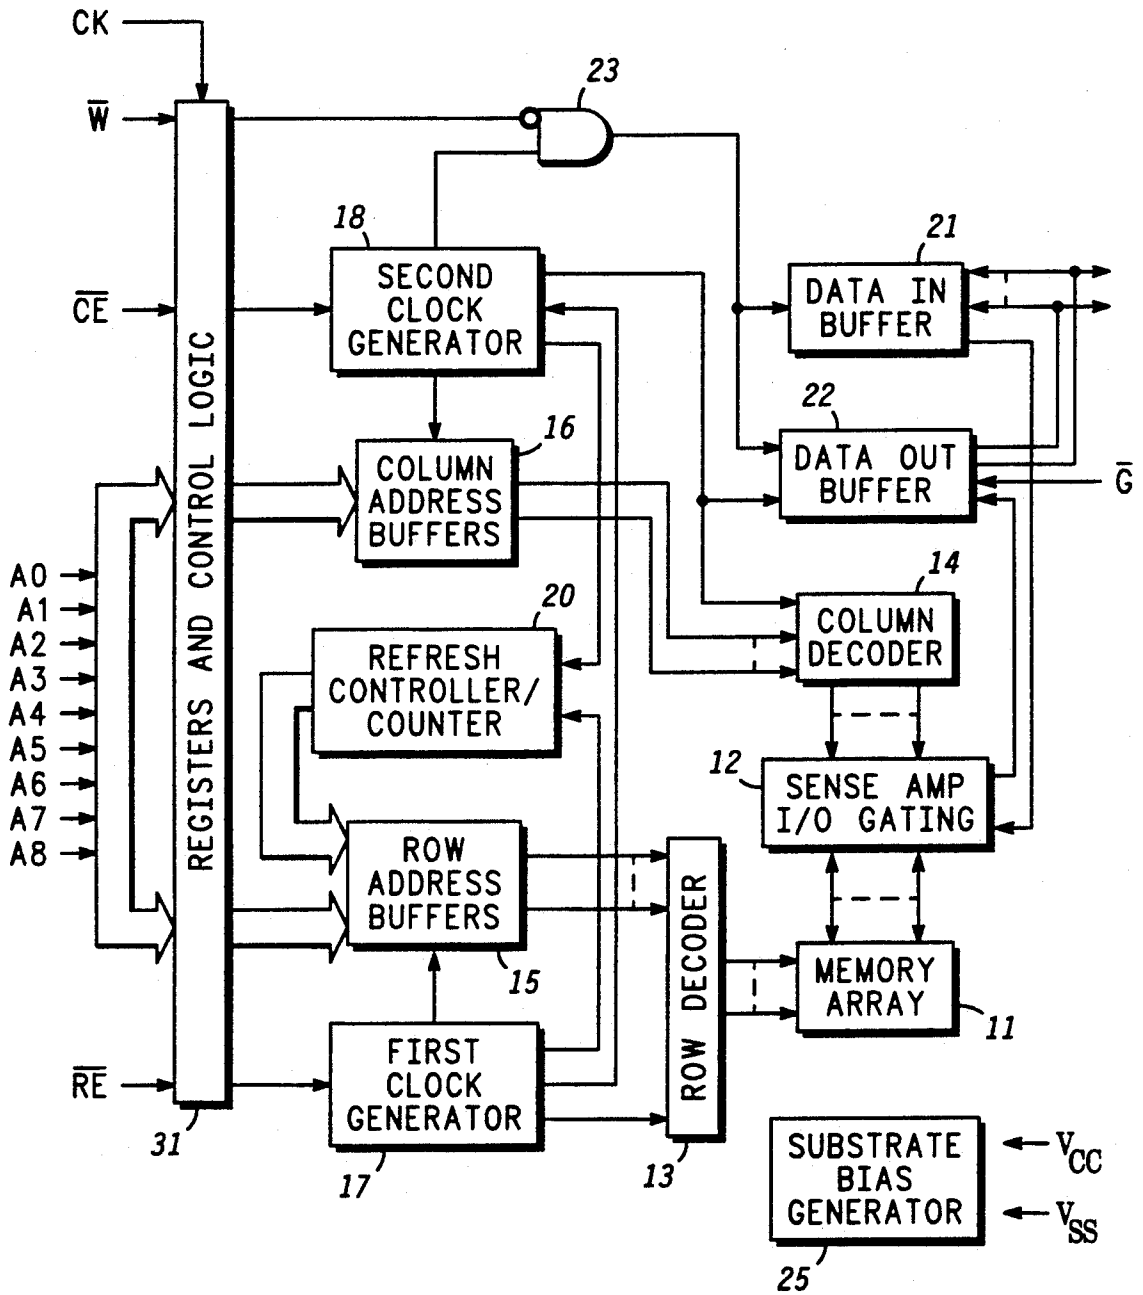 CK
W̅
23
18
SECOND
CLOCK
GENERATOR
21
DATA IN
BUFFER
C̅E̅
REGISTERS AND CONTROL LOGIC
22
DATA OUT
BUFFER
G̅
16
COLUMN
ADDRESS
BUFFERS
14
COLUMN
DECODER
A0
A1
A2
A3
A4
A5
A6
A7
A8
20
REFRESH
CONTROLLER/
COUNTER
12
SENSE AMP
I/O GATING
ROW
ADDRESS
BUFFERS
15
ROW DECODER
MEMORY
ARRAY
11
R̅E̅
FIRST
CLOCK
GENERATOR
31
17
13
SUBSTRATE
BIAS
GENERATOR
VCC
VSS
25